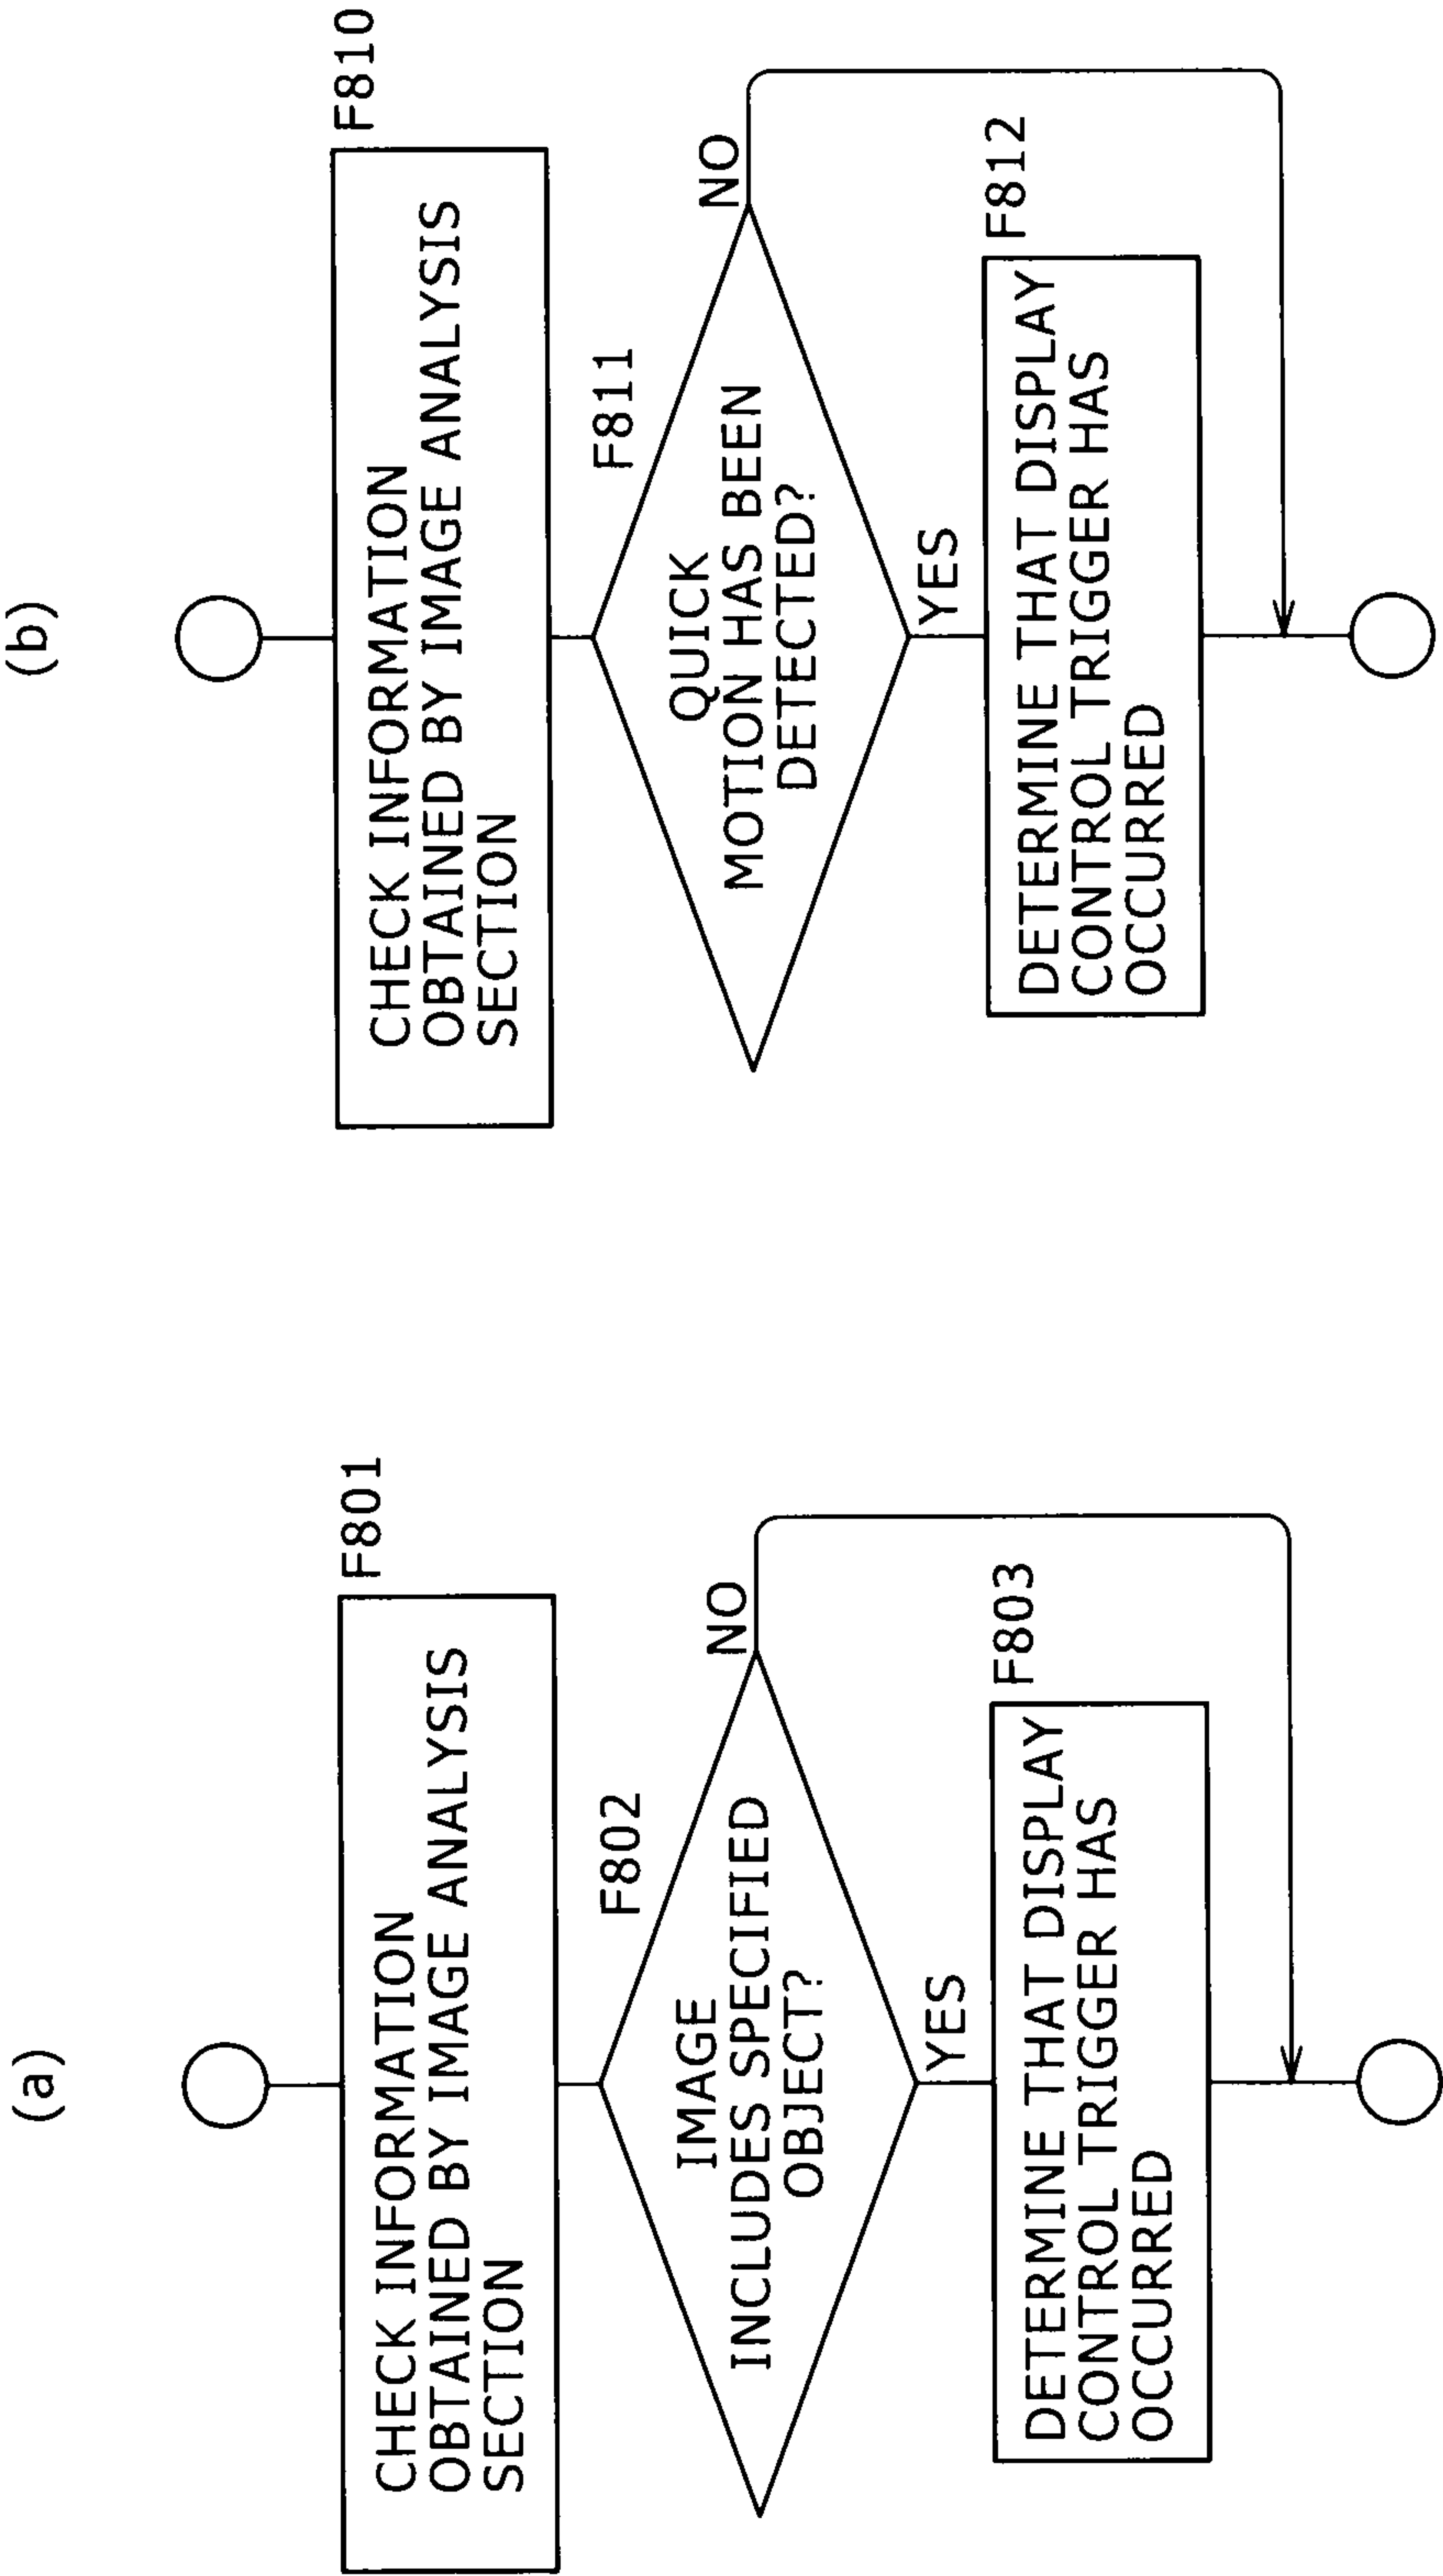 (a)
F801
CHECK INFORMATION
OBTAINED BY IMAGE ANALYSIS
SECTION
F802
IMAGE
INCLUDES SPECIFIED
OBJECT?
NO
YES
F803
DETERMINE THAT DISPLAY
CONTROL TRIGGER HAS
OCCURRED
(b)
F810
CHECK INFORMATION
OBTAINED BY IMAGE ANALYSIS
SECTION
F811
QUICK
MOTION HAS BEEN
DETECTED?
NO
YES
F812
DETERMINE THAT DISPLAY
CONTROL TRIGGER HAS
OCCURRED